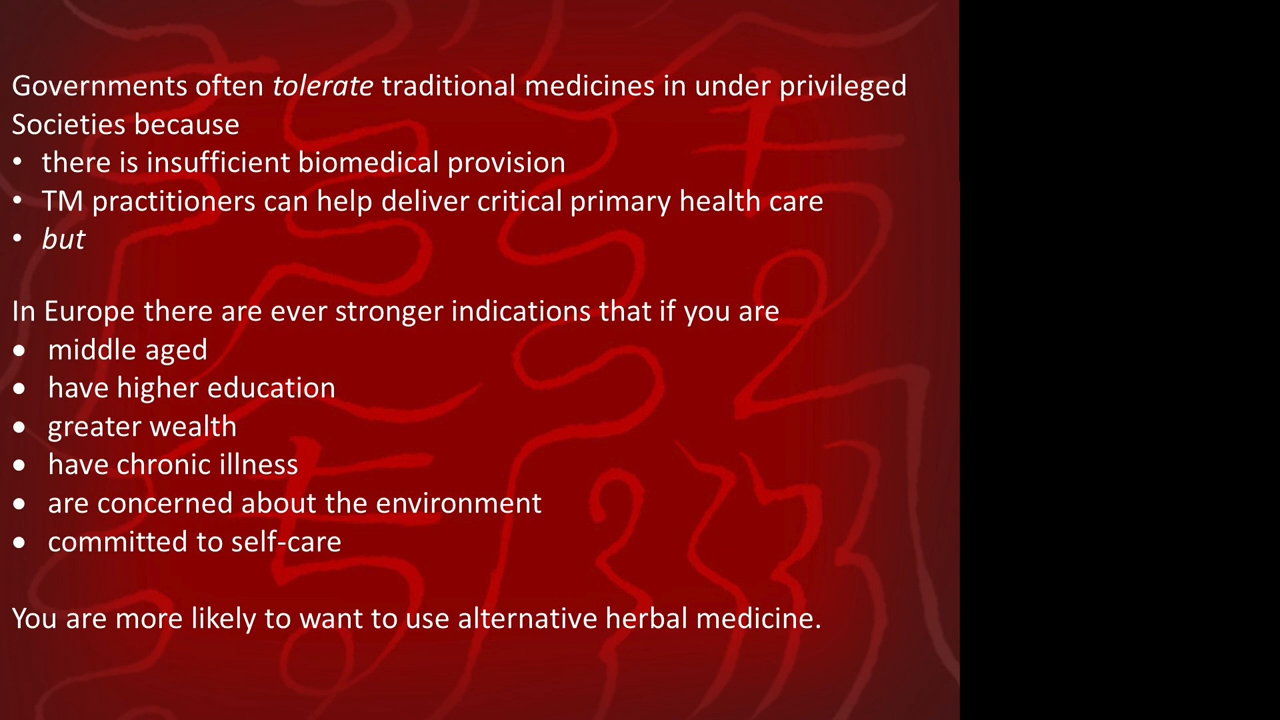 Governments often tolerate traditional medicines in under privileged
Societies because
• there is insufficient biomedical provision
• TM practitioners can help deliver critical primary health care
• but
In Europe there are ever stronger indications that if you are
• middle aged
• have higher education
• greater wealth
• have chronic illness
• are concerned about the environment
• committed to self-care
You are more likely to want to use alternative herbal medicine.